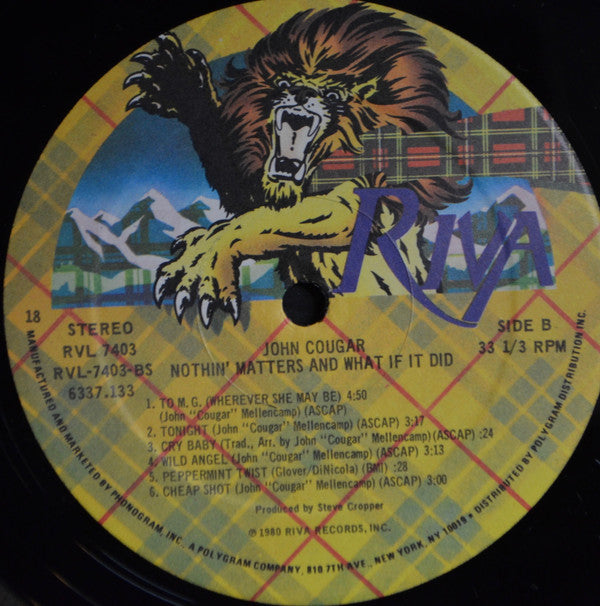 RIVA
18
STEREO
RVL 7403
RVL-7403-BS
6337.133
SIDE B
33 1/3 RPM
JOHN COUGAR
NOTHIN' MATTERS AND WHAT IF IT DID
1. TO M.G. (WHEREVER SHE MAY BE) 4:50
(John "Cougar" Mellencamp) (ASCAP)
2. TONIGHT (John "Cougar" Mellencamp) (ASCAP) 3:17
3. CRY BABY (Trad., Arr. by John "Cougar" Mellencamp) (ASCAP) :24
4. WILD ANGEL (John "Cougar" Mellencamp) (ASCAP) 3:13
5. PEPPERMINT TWIST (Glover/DiNicola) (BMI) :28
6. CHEAP SHOT (John "Cougar" Mellencamp) (ASCAP) 3:00
Produced by Steve Cropper
℗ 1980 RIVA RECORDS, INC.
MANUFACTURED AND MARKETED BY PHONOGRAM, INC., A POLYGRAM COMPANY, 810 7TH AVE., NEW YORK, NY 10019 * DISTRIBUTED BY POLYGRAM DISTRIBUTION INC.